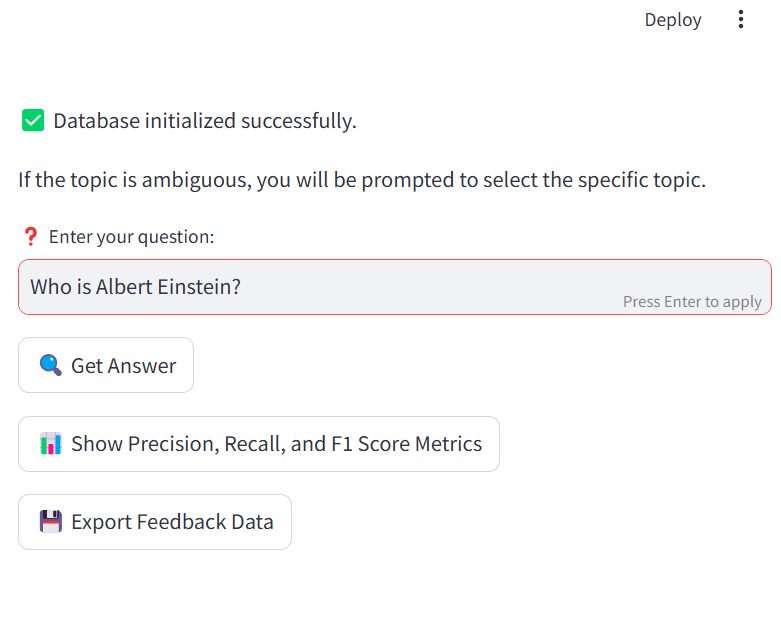 Deploy
Database initialized successfully.
If the topic is ambiguous, you will be prompted to select the specific topic.
Enter your question:
Who is Albert Einstein?
Press Enter to apply
Get Answer
Show Precision, Recall, and F1 Score Metrics
Export Feedback Data